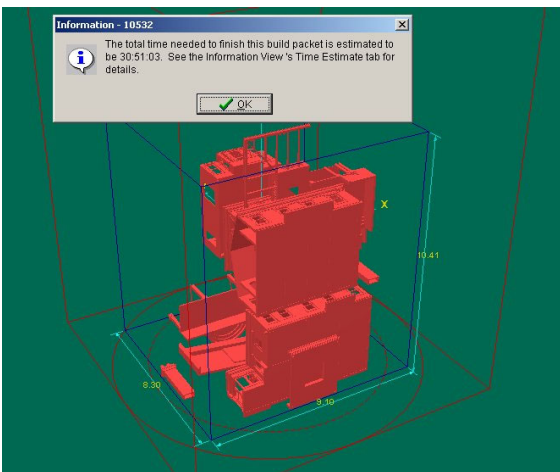 Information - 10532
The total time needed to finish this build packet is estimated to
be 30:51:03. See the Information View 's Time Estimate tab for
details.
OK
X
10.41
8.30
9.10